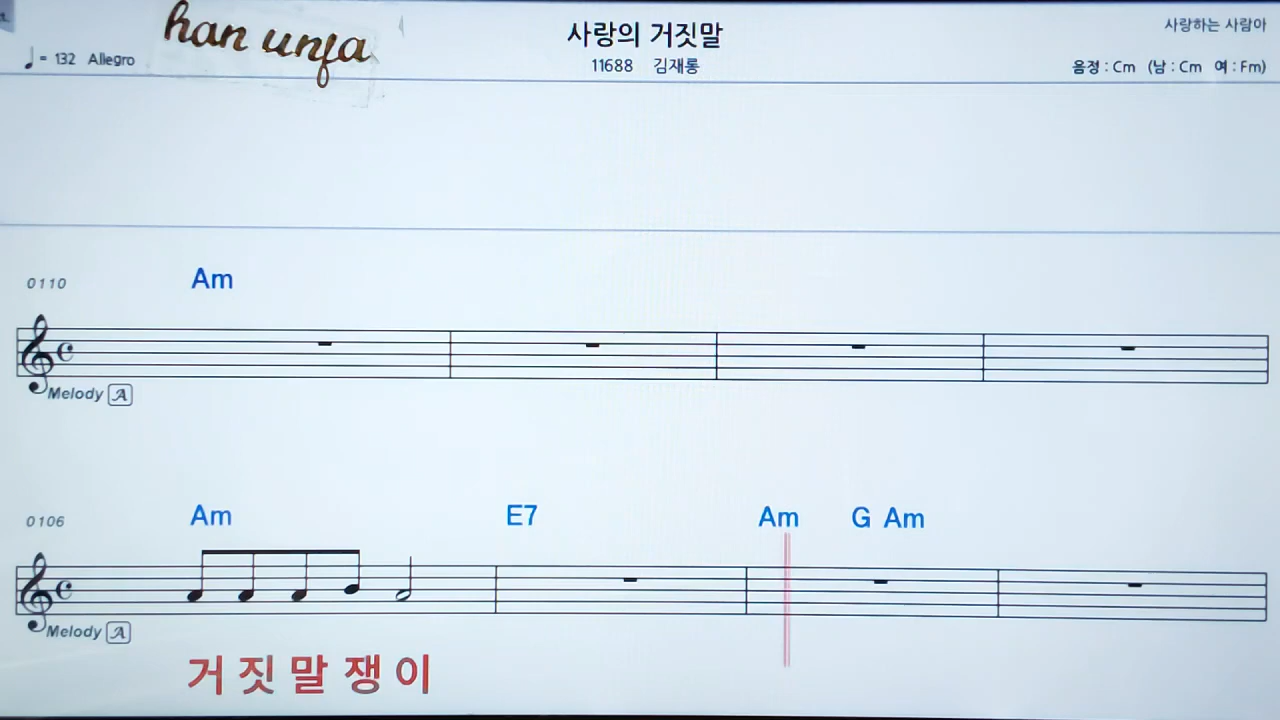 han unja
사랑의 거짓말
사랑하는 사람아
♩ = 132 Allegro
11688 김재롱
음정 : Cm (남 : Cm 여 : Fm)
0110
Am
Melody A
0106
Am E7 Am G Am
Melody A
거짓말쟁이